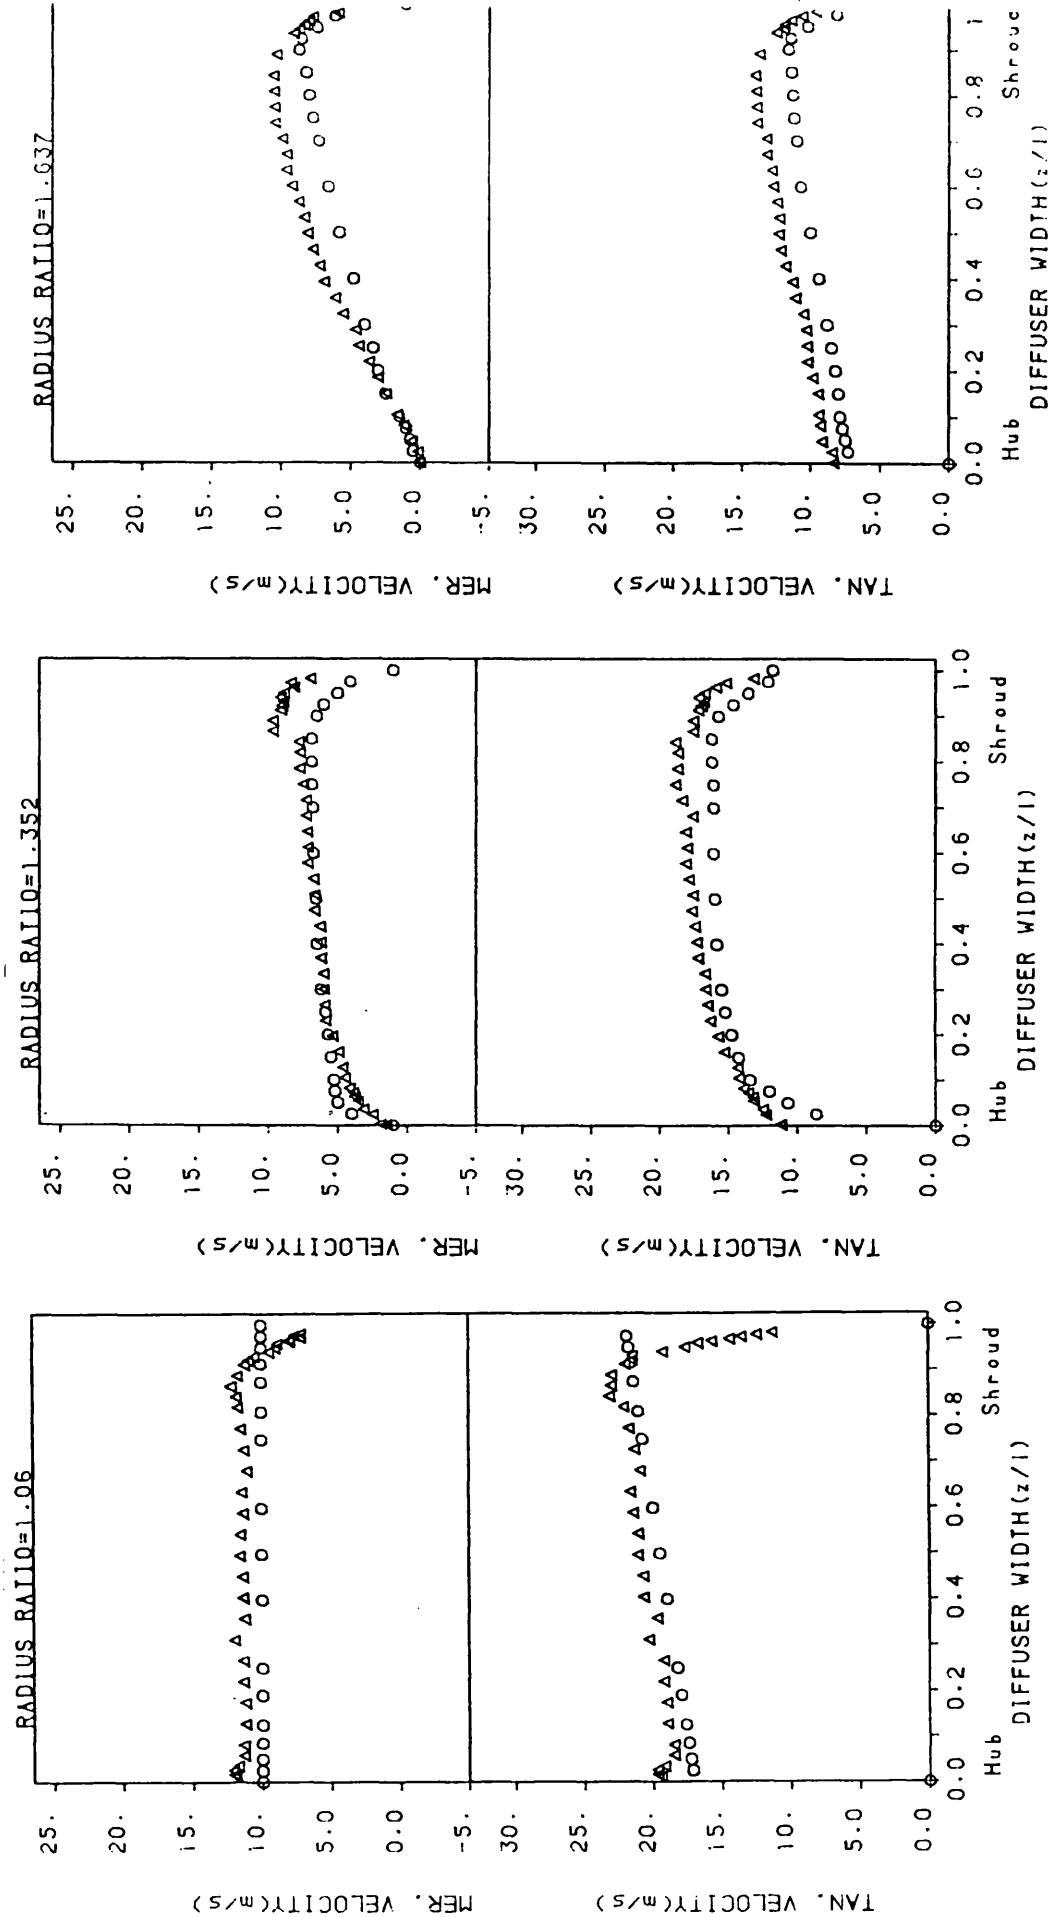 RADIUS RATIO=1.06
MER. VELOCITY(m/s)
25.
20.
15.
10.
5.0
0.0
-5.
TAN. VELOCITY(m/s)
30.
25.
20.
15.
10.
5.0
0.0
0.0 0.2 0.4 0.6 0.8 1.0
Hub Shroud
DIFFUSER WIDTH(z/l)
RADIUS RATIO=1.352
MER. VELOCITY(m/s)
25.
20.
15.
10.
5.0
0.0
-5.
TAN. VELOCITY(m/s)
30.
25.
20.
15.
10.
5.0
0.0
0.0 0.2 0.4 0.6 0.8 1.0
Hub Shroud
DIFFUSER WIDTH(z/l)
RADIUS RATIO=1.637
MER. VELOCITY(m/s)
25.
20.
15.
10.
5.0
0.0
-5.
TAN. VELOCITY(m/s)
30.
25.
20.
15.
10.
5.0
0.0
0.0 0.2 0.4 0.6 0.8 1
Hub Shroud
DIFFUSER WIDTH(z/l)